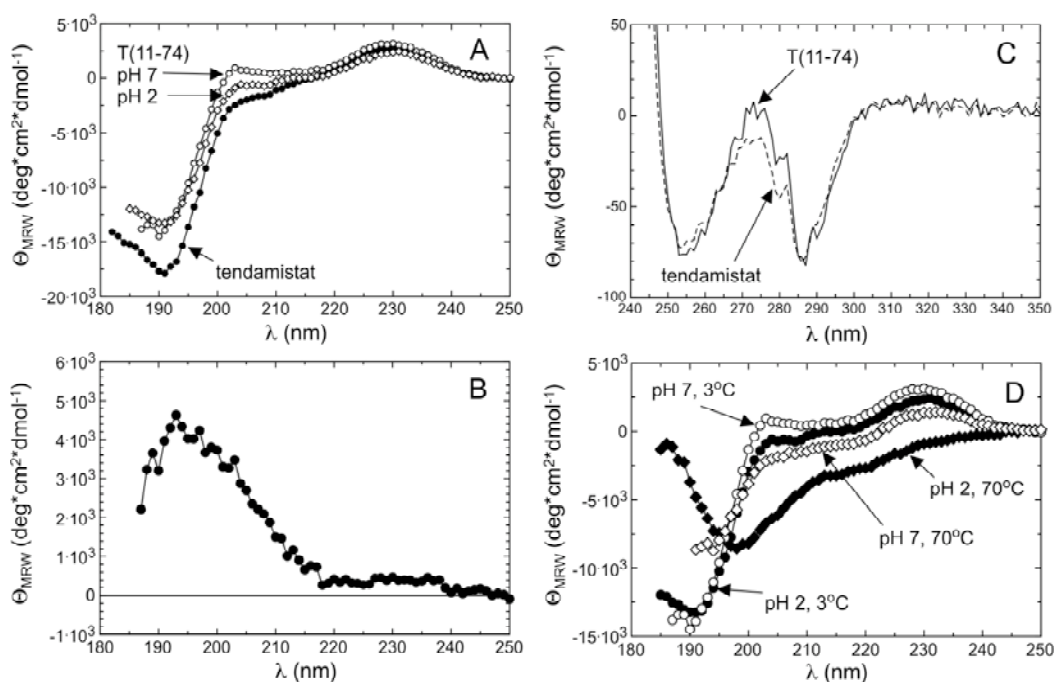 5·10³
0
-5·10³
-10·10³
-15·10³
-20·10³
Θ_MRW (deg*cm²*dmol⁻¹)
A
T(11-74)
pH 7
pH 2
tendamistat
180 190 200 210 220 230 240 250
λ (nm)
50
0
-50
-100
Θ_MRW (deg*cm²*dmol⁻¹)
C
T(11-74)
tendamistat
240 250 260 270 280 290 300 310 320 330 340 350
λ (nm)
6·10³
5·10³
4·10³
3·10³
2·10³
1·10³
0
-1·10³
Θ_MRW (deg*cm²*dmol⁻¹)
B
180 190 200 210 220 230 240 250
λ (nm)
5·10³
0
-5·10³
-10·10³
-15·10³
Θ_MRW (deg*cm²*dmol⁻¹)
D
pH 7, 3°C
pH 2, 70°C
pH 7, 70°C
pH 2, 3°C
180 190 200 210 220 230 240 250
λ (nm)